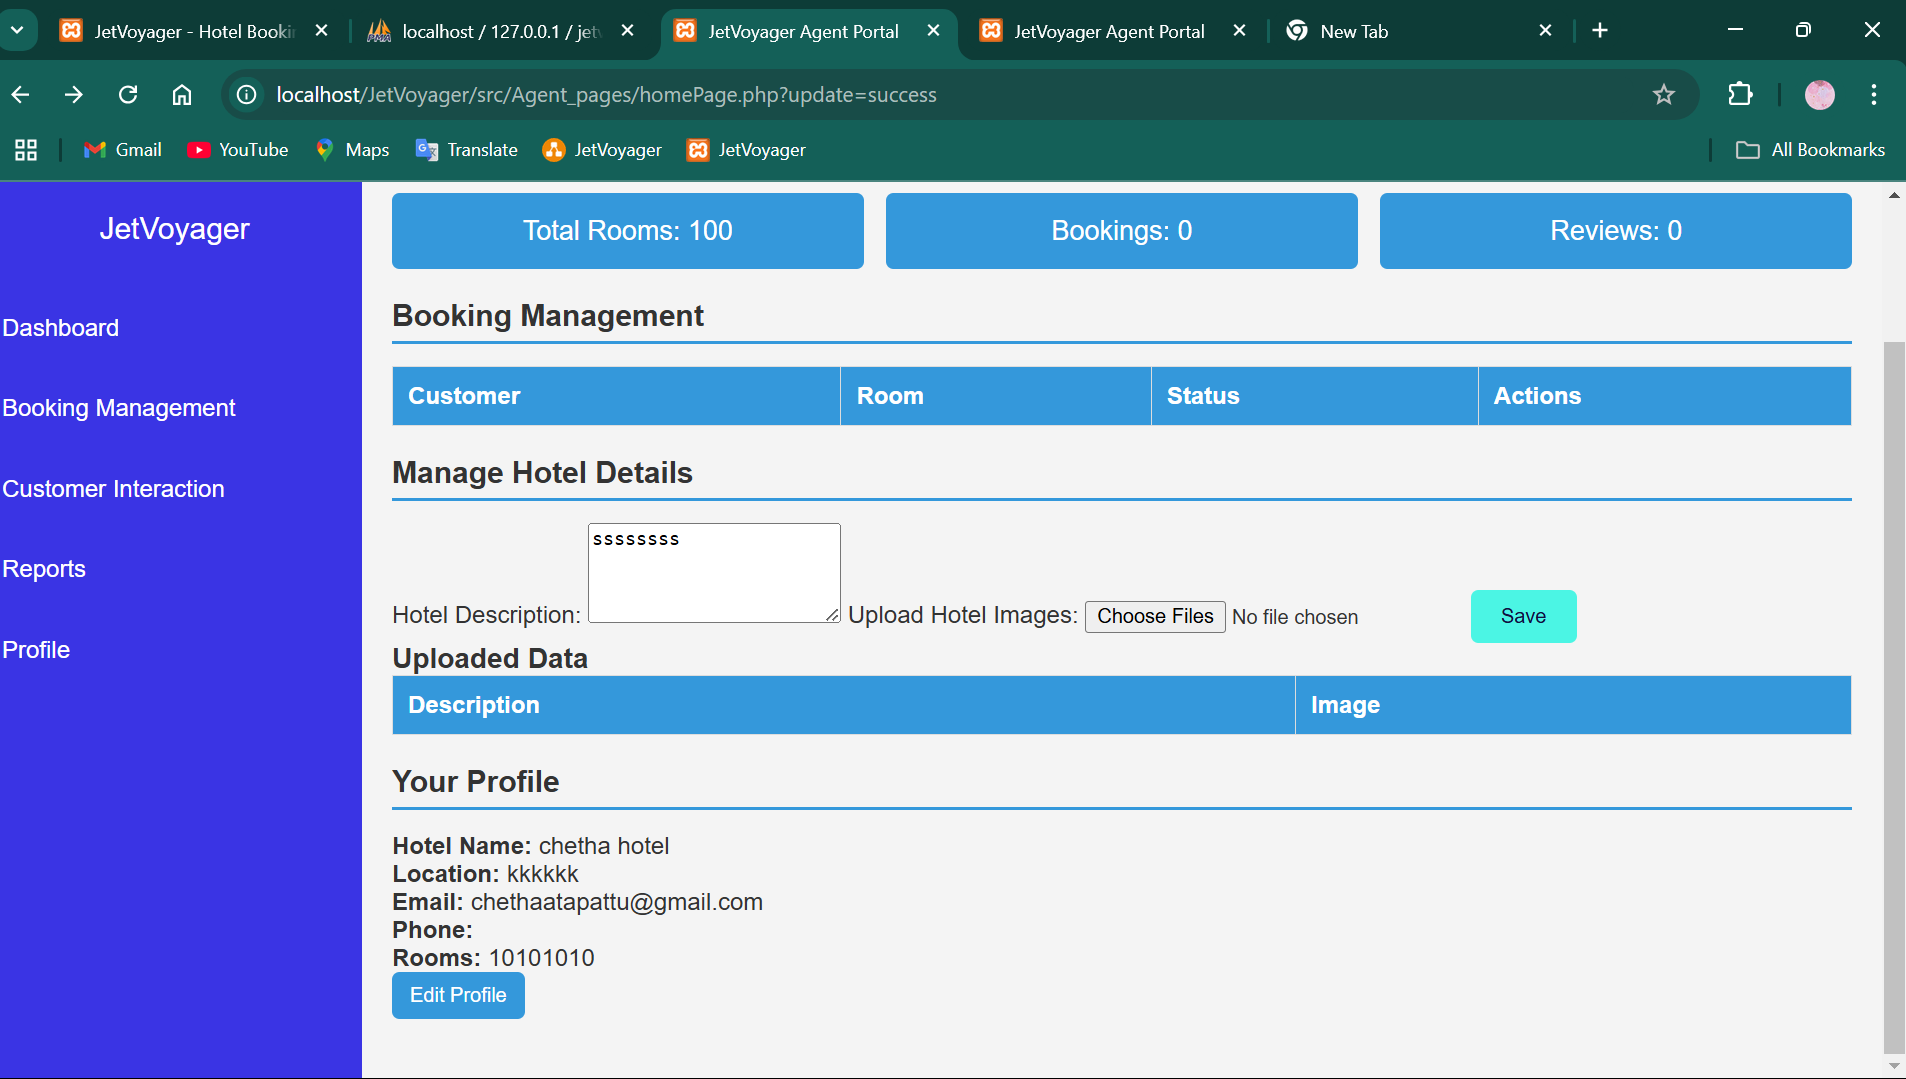 JetVoyager - Hotel Booki
localhost / 127.0.0.1 / jetv
JetVoyager Agent Portal
JetVoyager Agent Portal
New Tab
localhost/JetVoyager/src/Agent_pages/homePage.php?update=success
Gmail
YouTube
Maps
Translate
JetVoyager
JetVoyager
All Bookmarks
JetVoyager
Dashboard
Booking Management
Customer Interaction
Reports
Profile
Total Rooms: 100
Bookings: 0
Reviews: 0
Booking Management
Customer Room Status Actions
Manage Hotel Details
ssssssss
Hotel Description: Upload Hotel Images: Choose Files No file chosen Save
Uploaded Data
Description Image
Your Profile
Hotel Name: chetha hotel
Location: kkkkkk
Email: chethaatapattu@gmail.com
Phone:
Rooms: 10101010
Edit Profile